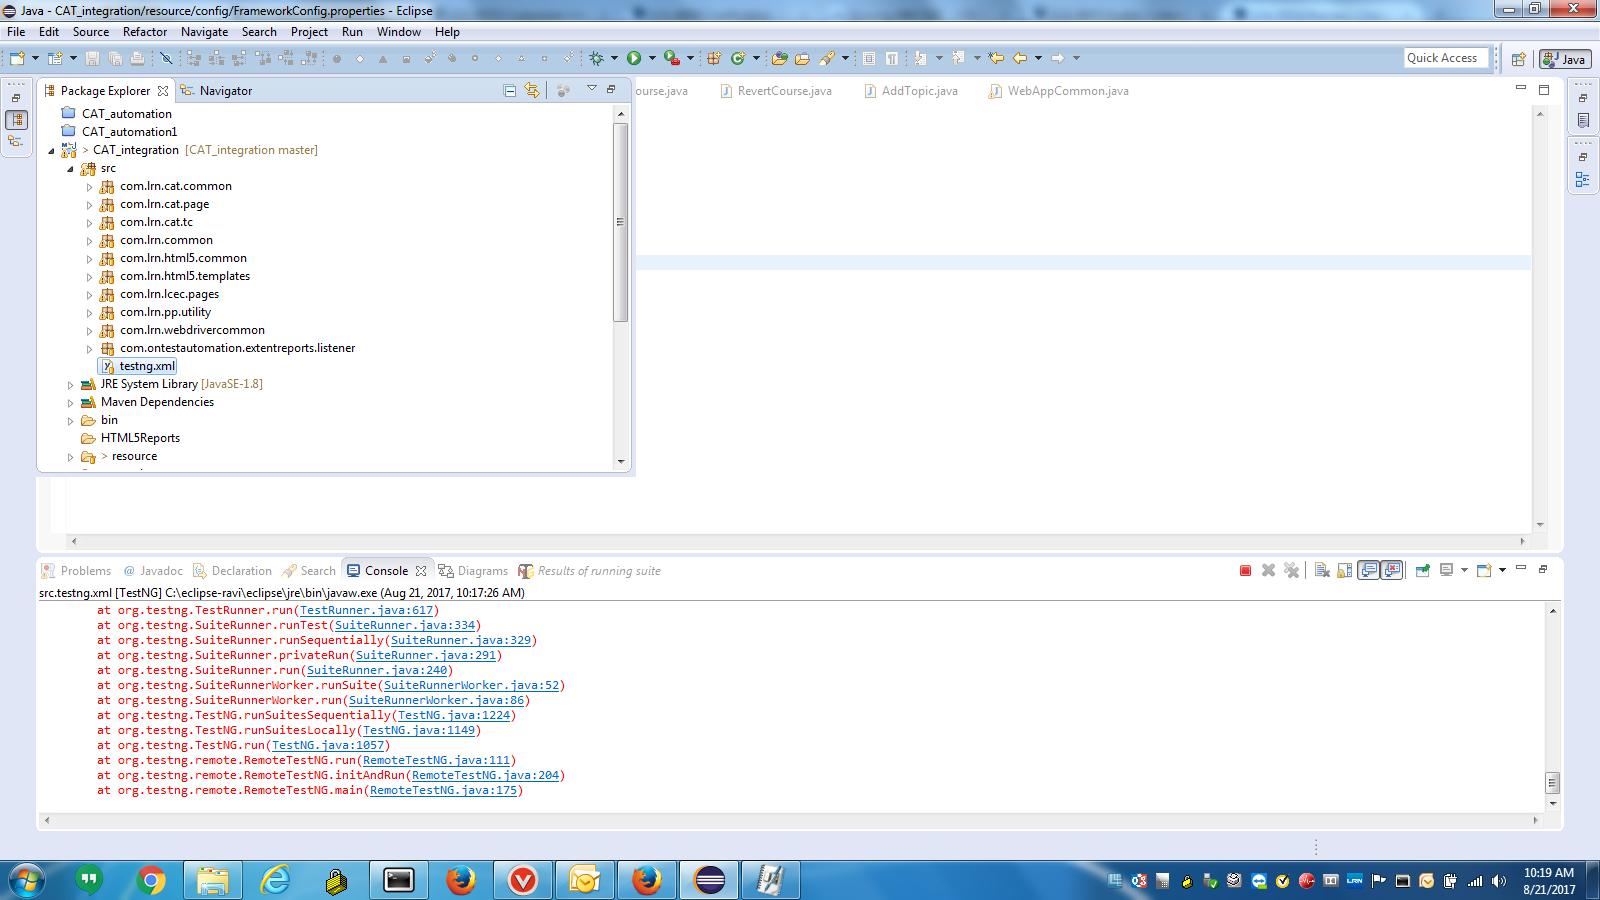 Java - CAT_integration/resource/config/FrameworkConfig.properties - Eclipse
File Edit Source Refactor Navigate Search Project Run Window Help
Quick Access
Java
Package Explorer
Navigator
ourse.java
RevertCourse.java
AddTopic.java
WebAppCommon.java
CAT_automation
CAT_automation1
> CAT_integration [CAT_integration master]
src
com.lrn.cat.common
com.lrn.cat.page
com.lrn.cat.tc
com.lrn.common
com.lrn.html5.common
com.lrn.html5.templates
com.lrn.lcec.pages
com.lrn.pp.utility
com.lrn.webdrivercommon
com.ontestautomation.extentreports.listener
testng.xml
JRE System Library [JavaSE-1.8]
Maven Dependencies
bin
HTML5Reports
> resource
Problems
@ Javadoc
Declaration
Search
Console
Diagrams
Results of running suite
src.testng.xml [TestNG] C:\eclipse-ravi\eclipse\jre\bin\javaw.exe (Aug 21, 2017, 10:17:26 AM)
at org.testng.TestRunner.run(TestRunner.java:617)
at org.testng.SuiteRunner.runTest(SuiteRunner.java:334)
at org.testng.SuiteRunner.runSequentially(SuiteRunner.java:329)
at org.testng.SuiteRunner.privateRun(SuiteRunner.java:291)
at org.testng.SuiteRunner.run(SuiteRunner.java:240)
at org.testng.SuiteRunnerWorker.runSuite(SuiteRunnerWorker.java:52)
at org.testng.SuiteRunnerWorker.run(SuiteRunnerWorker.java:86)
at org.testng.TestNG.runSuitesSequentially(TestNG.java:1224)
at org.testng.TestNG.runSuitesLocally(TestNG.java:1149)
at org.testng.TestNG.run(TestNG.java:1057)
at org.testng.remote.RemoteTestNG.run(RemoteTestNG.java:111)
at org.testng.remote.RemoteTestNG.initAndRun(RemoteTestNG.java:204)
at org.testng.remote.RemoteTestNG.main(RemoteTestNG.java:175)
LRN
10:19 AM
8/21/2017